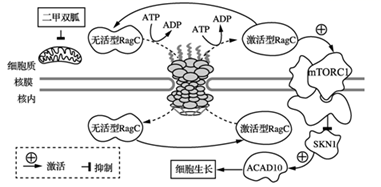 二甲双胍
ATP
ADP
ATP
ADP
无活型RagC
激活型RagC
+
mTORC1
细胞质
核膜
核内
无活型RagC
激活型RagC
SKN1
+
+
激活
抑制
细胞生长
ACAD10